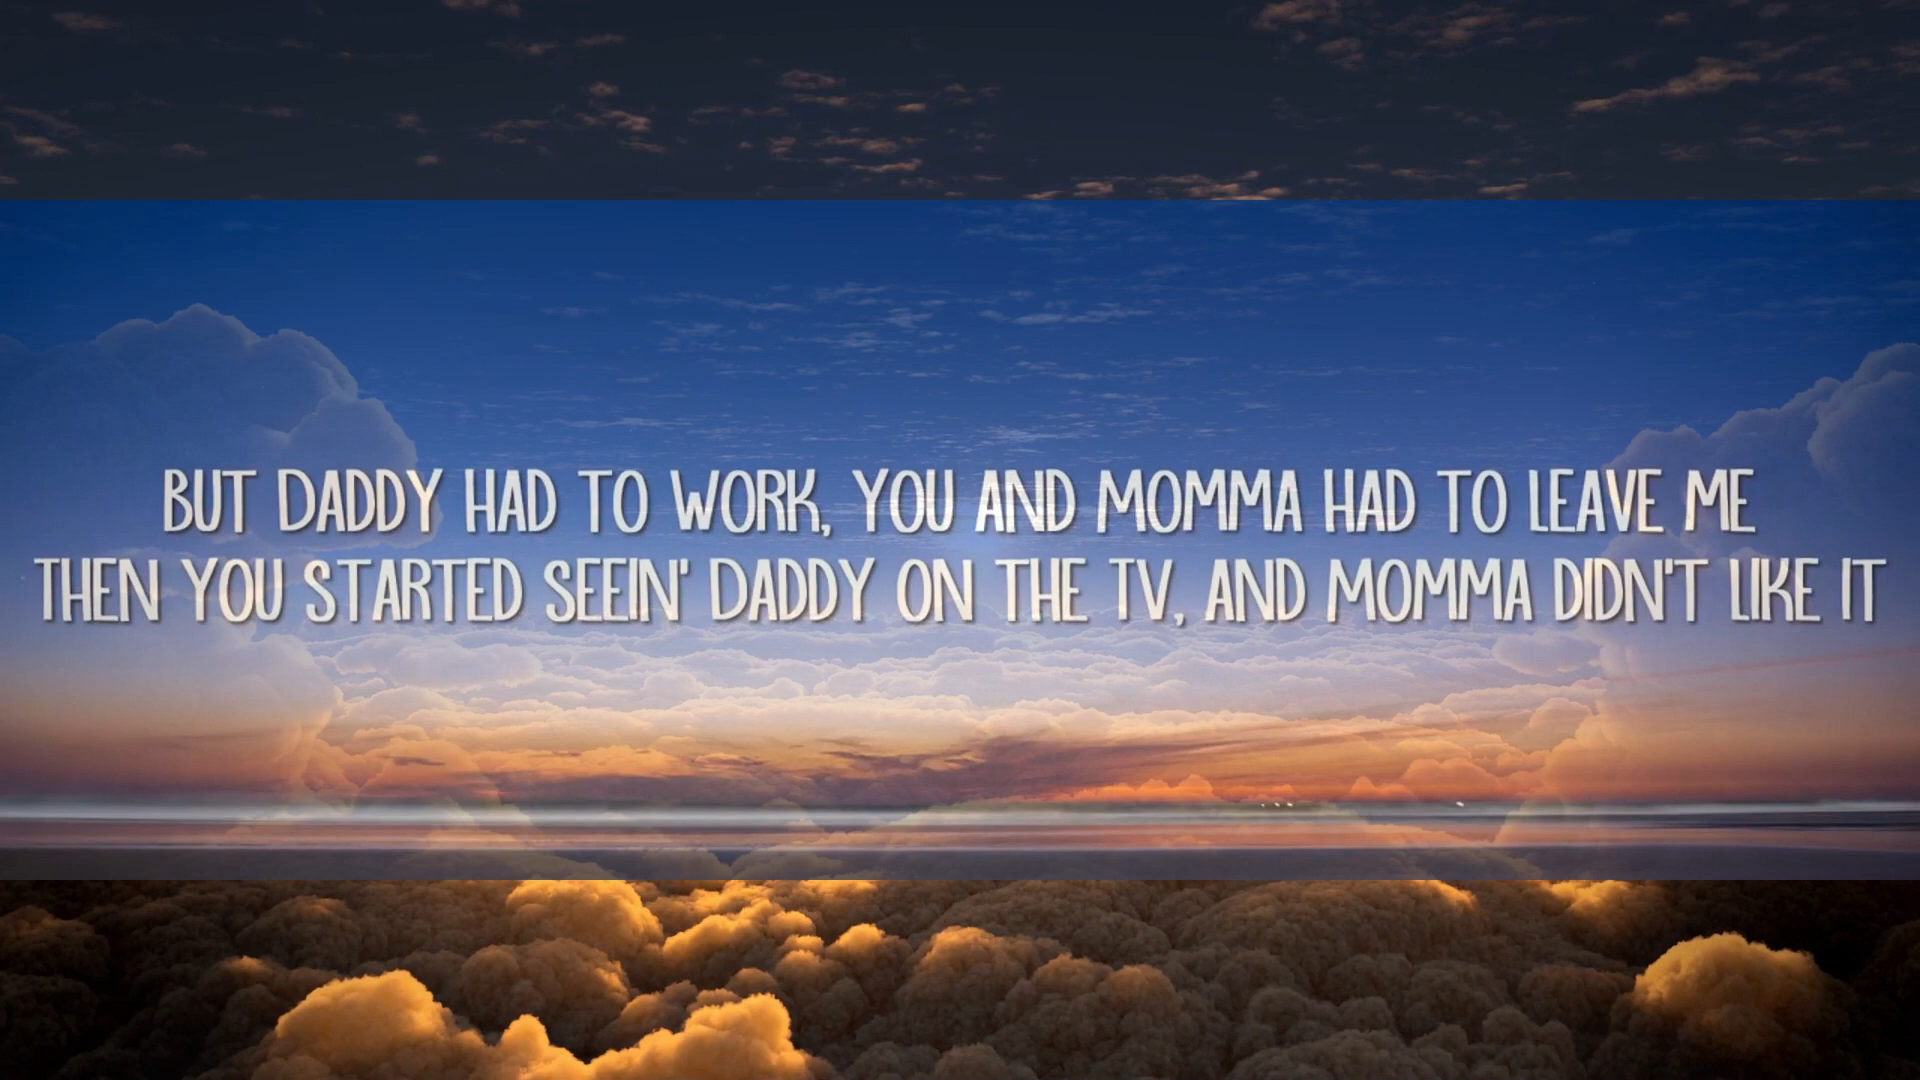 BUT DADDY HAD TO WORK, YOU AND MOMMA HAD TO LEAVE ME
THEN YOU STARTED SEEIN' DADDY ON THE TV, AND MOMMA DIDN'T LIKE IT